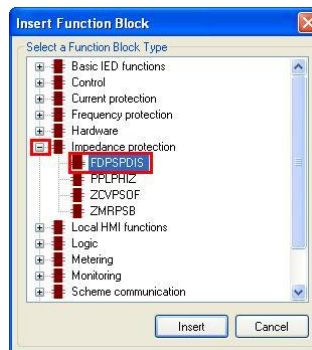 Insert Function Block
Select a Function Block Type
Basic IED functions
Control
Current protection
Frequency protection
Hardware
Impedance protection
FDPSPDIS
PPLPHIZ
ZCVPSOF
ZMRPSB
Local HMI functions
Logic
Metering
Monitoring
Scheme communication
Insert
Cancel